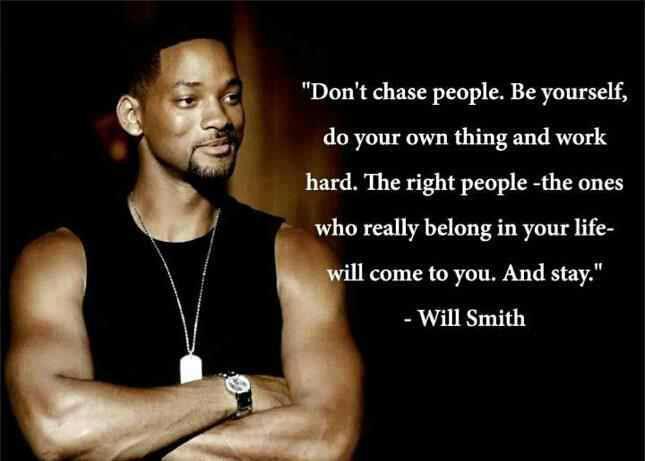 "Don't chase people. Be yourself,
do your own thing and work
hard. The right people -the ones
who really belong in your life-
will come to you. And stay."
- Will Smith